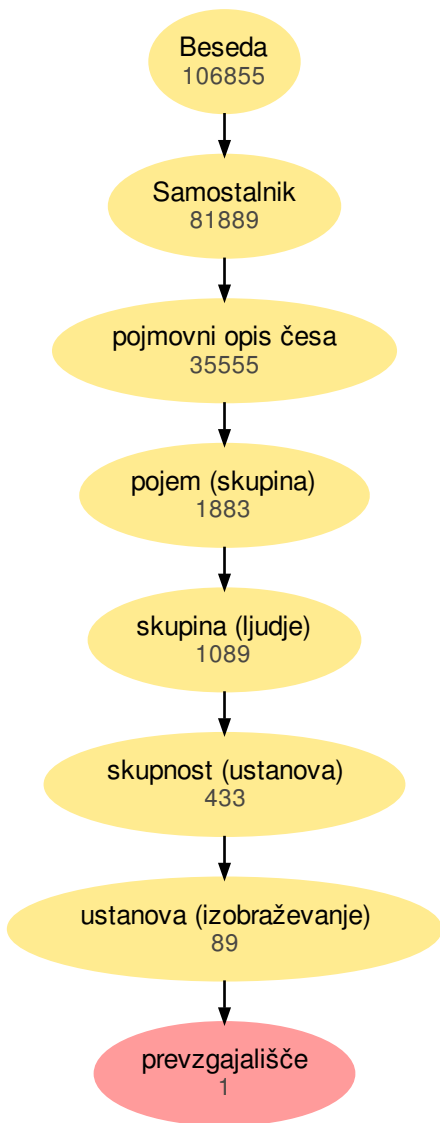 Beseda
106855
Samostalnik
81889
pojmovni opis česa
35555
pojem (skupina)
1883
skupina (ljudje)
1089
skupnost (ustanova)
433
ustanova (izobraževanje)
89
prevzgajališče
1